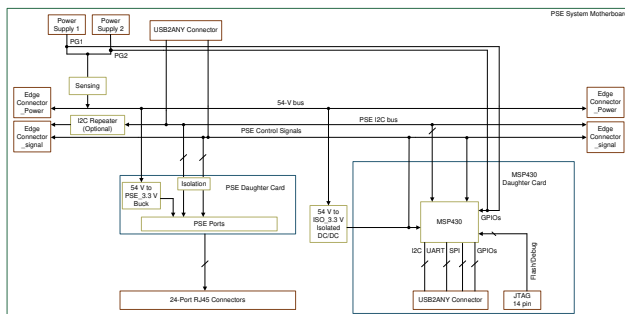 PSE System Motherboard
Power
Supply 1
Power
Supply 2
USB2ANY Connector
PG1
PG2
Sensing
Edge
Connector
_Power
54-V bus
Edge
Connector
_Power
I2C Repeater
(Optional)
PSE I2C bus
Edge
Connector
_signal
PSE Control Signals
Edge
Connector
_signal
Isolation
PSE Daughter Card
54 V to
PSE_3.3 V
Buck
PSE Ports
54 V to
ISO_3.3 V
Isolated
DC/DC
MSP430
Daughter Card
MSP430
GPIOs
I2C
UART
SPI
GPIOs
Flash/Debug
24-Port RJ45 Connectors
USB2ANY Connector
JTAG
14 pin